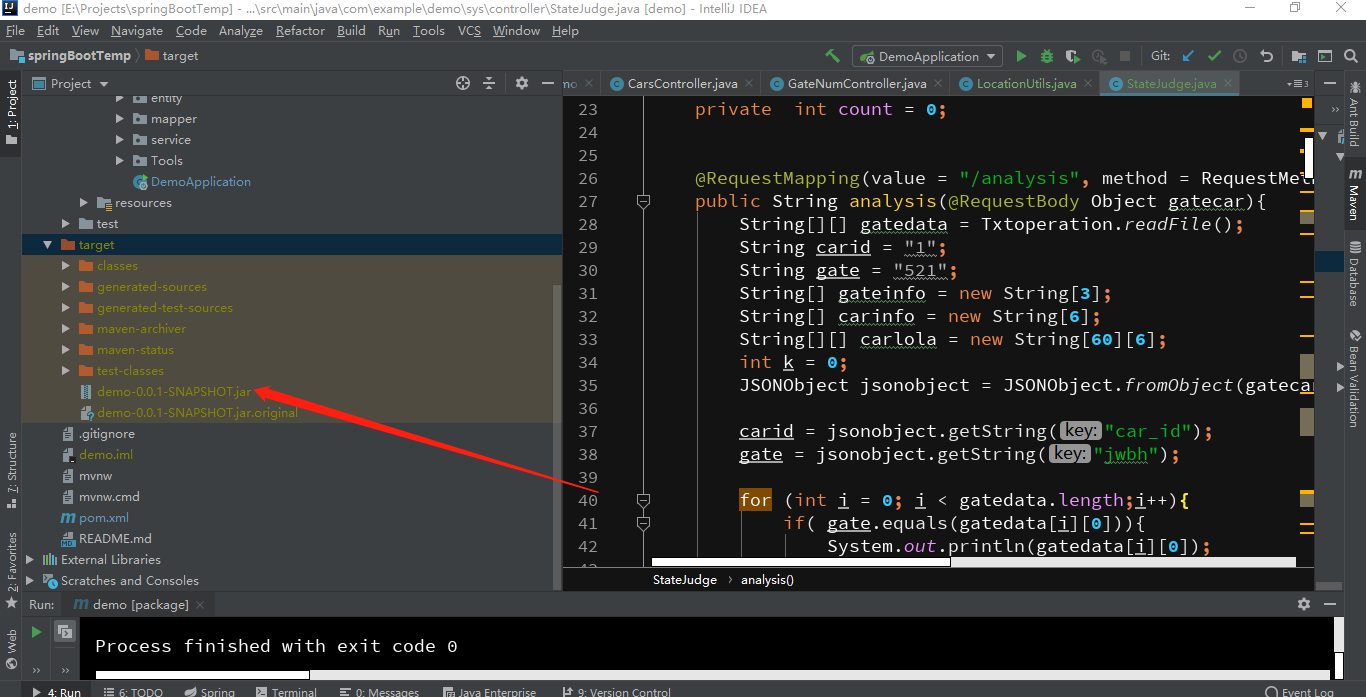 demo [E:\Projects\springBootTemp] - ...\src\main\java\com\example\demo\sys\controller\StateJudge.java [demo] - IntelliJ IDEA
File Edit View Navigate Code Analyze Refactor Build Run Tools VCS Window Help
springBootTemp target DemoApplication Git:
Project mo CarsController.java GateNumController.java LocationUtils.java StateJudge.java 3
entity
mapper
service
Tools
DemoApplication
resources
test
target
classes
generated-sources
generated-test-sources
maven-archiver
maven-status
test-classes
demo-0.0.1-SNAPSHOT.jar
demo-0.0.1-SNAPSHOT.jar.original
.gitignore
demo.iml
mvnw
mvnw.cmd
pom.xml
README.md
External Libraries
Scratches and Consoles
1: Project
7: Structure
2: Favorites
Web
23 private int count = 0;
24
25
26 @RequestMapping(value = "/analysis", method = RequestMet
27 public String analysis(@RequestBody Object gatecar){
28 String[][] gatedata = Txtoperation.readFile();
29 String carid = "1";
30 String gate = "521";
31 String[] gateinfo = new String[3];
32 String[] carinfo = new String[6];
33 String[][] carlola = new String[60][6];
34 int k = 0;
35 JSONObject jsonobject = JSONObject.fromObject(gateca
36
37 carid = jsonobject.getString( key: "car_id");
38 gate = jsonobject.getString( key: "jwbh");
39
40 for (int i = 0; i < gatedata.length;i++){
41 if( gate.equals(gatedata[i][0])){
42 System.out.println(gatedata[i][0]);
StateJudge › analysis()
Ant Build
Maven
Database
Bean Validation
Run: demo [package]
Process finished with exit code 0
4: Run 6: TODO Spring Terminal 0: Messages Java Enterprise 9: Version Control Event Log